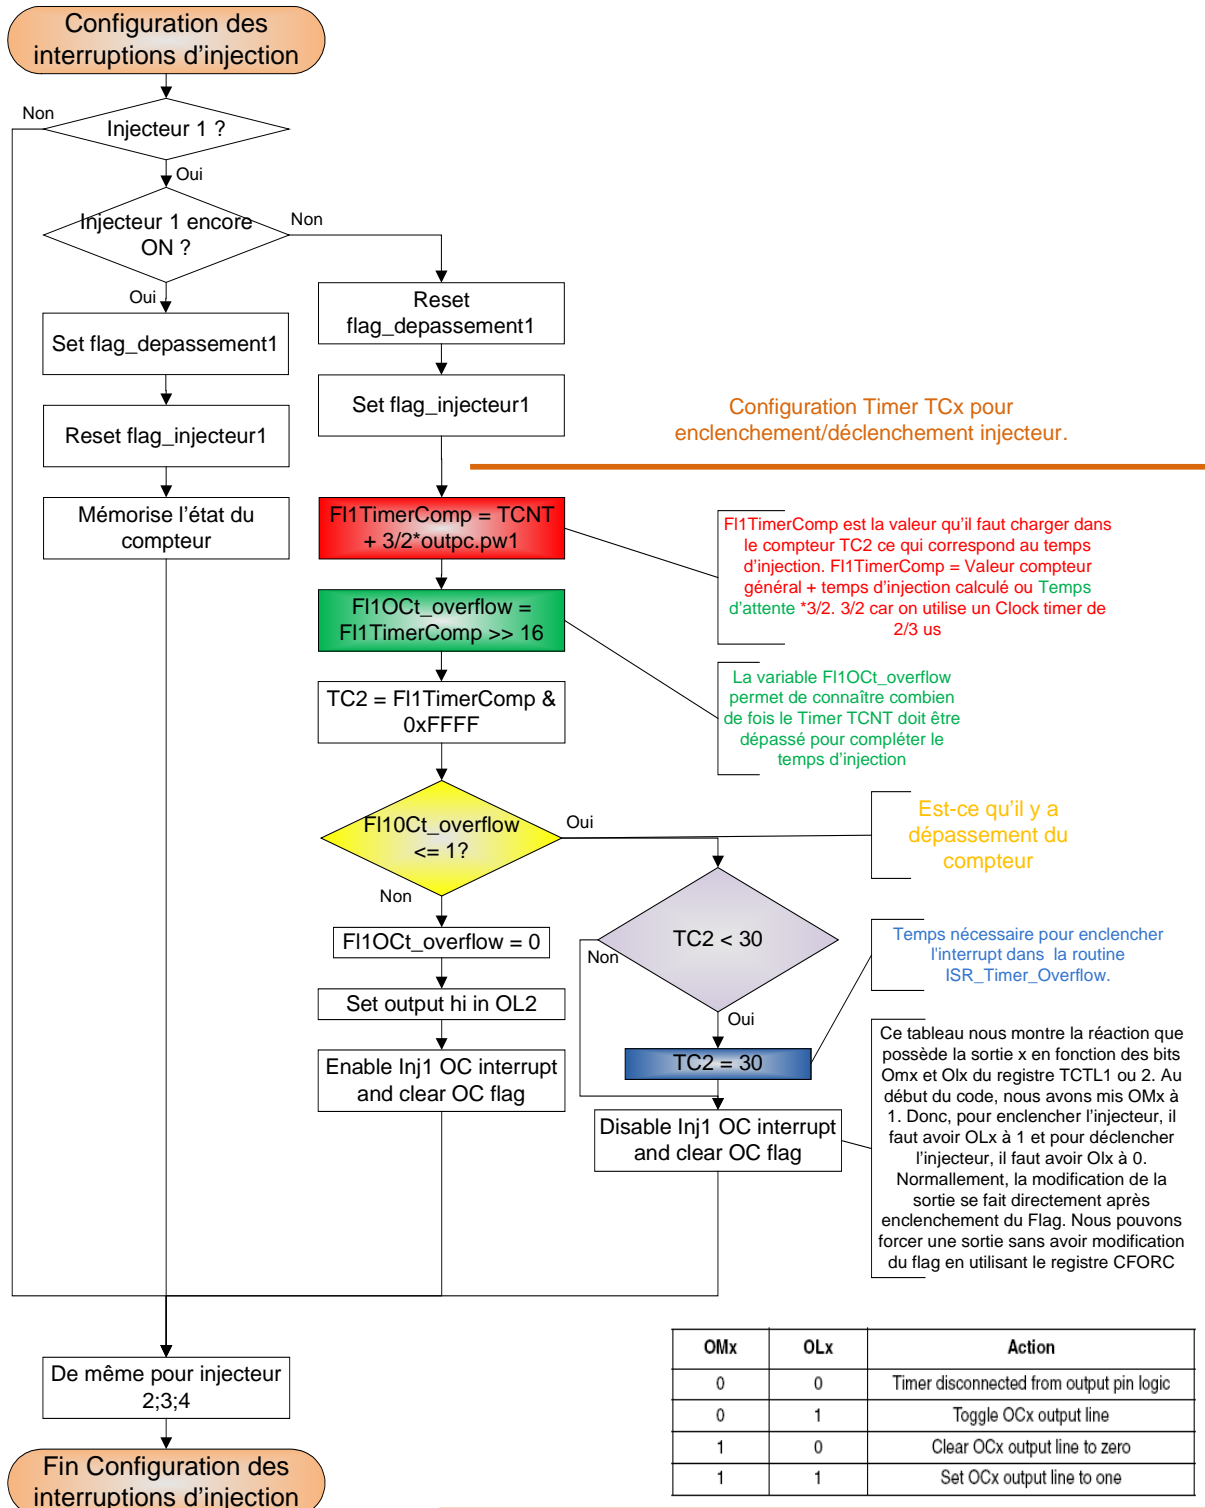 Configuration des
interruptions d'injection
Non
Injecteur 1 ?
Oui
Injecteur 1 encore
ON ?
Non
Oui
Set flag_depassement1
Reset flag_injecteur1
Mémorise l'état du
compteur
Reset
flag_depassement1
Set flag_injecteur1
Configuration Timer TCx pour
enclenchement/déclenchement injecteur.
Fl1TimerComp = TCNT
+ 3/2*outpc.pw1
Fl1TimerComp est la valeur qu'il faut charger dans
le compteur TC2 ce qui correspond au temps
d'injection. Fl1TimerComp = Valeur compteur
général + temps d'injection calculé ou Temps
d'attente *3/2. 3/2 car on utilise un Clock timer de
2/3 us
Fl1OCt_overflow =
Fl1TimerComp >> 16
La variable Fl1OCt_overflow
permet de connaître combien
de fois le Timer TCNT doit être
dépassé pour compléter le
temps d'injection
TC2 = Fl1TimerComp &
0xFFFF
Fl10Ct_overflow
<= 1?
Oui
Non
Est-ce qu'il y a
dépassement du
compteur
Fl1OCt_overflow = 0
Set output hi in OL2
Enable Inj1 OC interrupt
and clear OC flag
TC2 < 30
Non
Oui
TC2 = 30
Temps nécessaire pour enclencher
l'interrupt dans la routine
ISR_Timer_Overflow.
Disable Inj1 OC interrupt
and clear OC flag
Ce tableau nous montre la réaction que
possède la sortie x en fonction des bits
Omx et Olx du registre TCTL1 ou 2. Au
début du code, nous avons mis OMx à
1. Donc, pour enclencher l'injecteur, il
faut avoir OLx à 1 et pour déclencher
l'injecteur, il faut avoir Olx à 0.
Normallement, la modification de la
sortie se fait directement après
enclenchement du Flag. Nous pouvons
forcer une sortie sans avoir modification
du flag en utilisant le registre CFORC
De même pour injecteur
2;3;4
Fin Configuration des
interruptions d'injection
OMx OLx Action
0 0 Timer disconnected from output pin logic
0 1 Toggle OCx output line
1 0 Clear OCx output line to zero
1 1 Set OCx output line to one